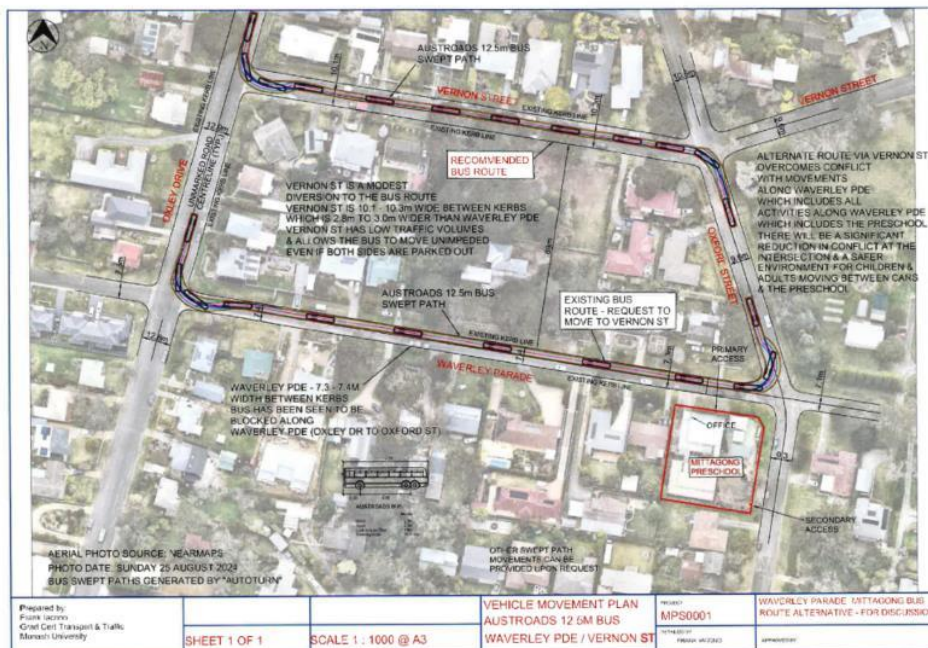 N
AUSTROADS 12.5m BUS
SWEPT PATH
VERNON STREET
EXISTING KERB LINE
EXISTING KERB LINE
VERNON STREET
RECOMVENDED
BUS ROUTE
OXLEY DRIVE
UNMARKED ROAD
CENTRELINE (TYP.)
EXISTING KERB LINE
EXISTING KERB LINE
VERNON ST IS A MODEST
DIVERSION TO THE BUS ROUTE
VERNON ST IS 10.1 - 10.3m WIDE BETWEEN KERBS
WHICH IS 2.8m TO 3.0m WIDER THAN WAVERLEY PDE
VERNON ST HAS LOW TRAFFIC VOLUMES
& ALLOWS THE BUS TO MOVE UNIMPEDED
EVEN IF BOTH SIDES ARE PARKED OUT
ALTERNATE ROUTE VIA VERNON ST
OVERCOMES CONFLICT
WITH MOVEMENTS
ALONG WAVERLEY PDE
WHICH INCLUDES ALL
ACTIVITIES ALONG WAVERLEY PDE
WHICH INCLUDES THE PRESCHOOL
THERE WILL BE A SIGNIFICANT
REDUCTION IN CONFLICT AT THE
INTERSECTION & A SAFER
ENVIRONMENT FOR CHILDREN &
ADULTS MOVING BETWEEN CARS
& THE PRESCHOOL
OXFORD STREET
AUSTROADS 12.5m BUS
SWEPT PATH
EXISTING BUS
ROUTE - REQUEST TO
MOVE TO VERNON ST
EXISTING KERB LINE
WAVERLEY PARADE
EXISTING KERB LINE
PRIMARY
ACCESS
WAVERLEY PDE - 7.3 - 7.4M
WIDTH BETWEEN KERBS
BUS HAS BEEN SEEN TO BE
BLOCKED ALONG
WAVERLEY PDE (OXLEY DR TO OXFORD ST)
OFFICE
MITTAGONG
PRESCHOOL
SECONDARY
ACCESS
AERIAL PHOTO SOURCE: NEARMAPS
PHOTO DATE: SUNDAY 25 AUGUST 2024
BUS SWEPT PATHS GENERATED BY "AUTOTURN"
OTHER SWEPT PATH
MOVEMENTS CAN BE
PROVIDED UPON REQUEST
Prepared by:
Frank Iacono
Grad Cert Transport & Traffic
Monash University
SHEET 1 OF 1
SCALE 1 : 1000 @ A3
VEHICLE MOVEMENT PLAN
AUSTROADS 12.5M BUS
WAVERLEY PDE / VERNON ST
PROJECT
MPS0001
WAVERLEY PARADE MITTAGONG BUS
ROUTE ALTERNATIVE - FOR DISCUSSIO